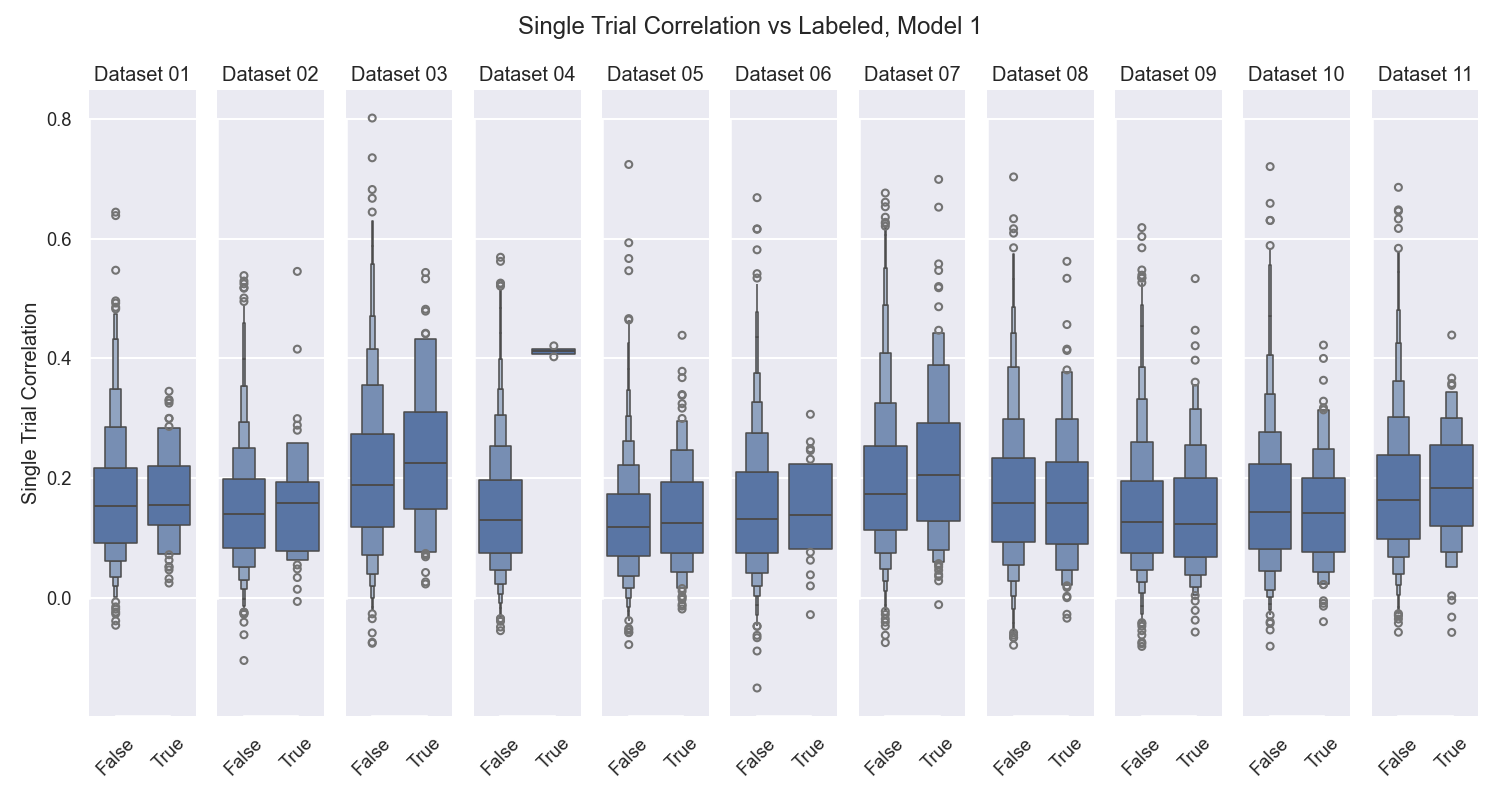 Single Trial Correlation vs Labeled, Model 1
Dataset 01 Dataset 02 Dataset 03 Dataset 04 Dataset 05 Dataset 06 Dataset 07 Dataset 08 Dataset 09 Dataset 10 Dataset 11
0.8
0.6
0.4
0.2
0.0
Single Trial Correlation
False True False True False True False True False True False True False True False True False True False True False True